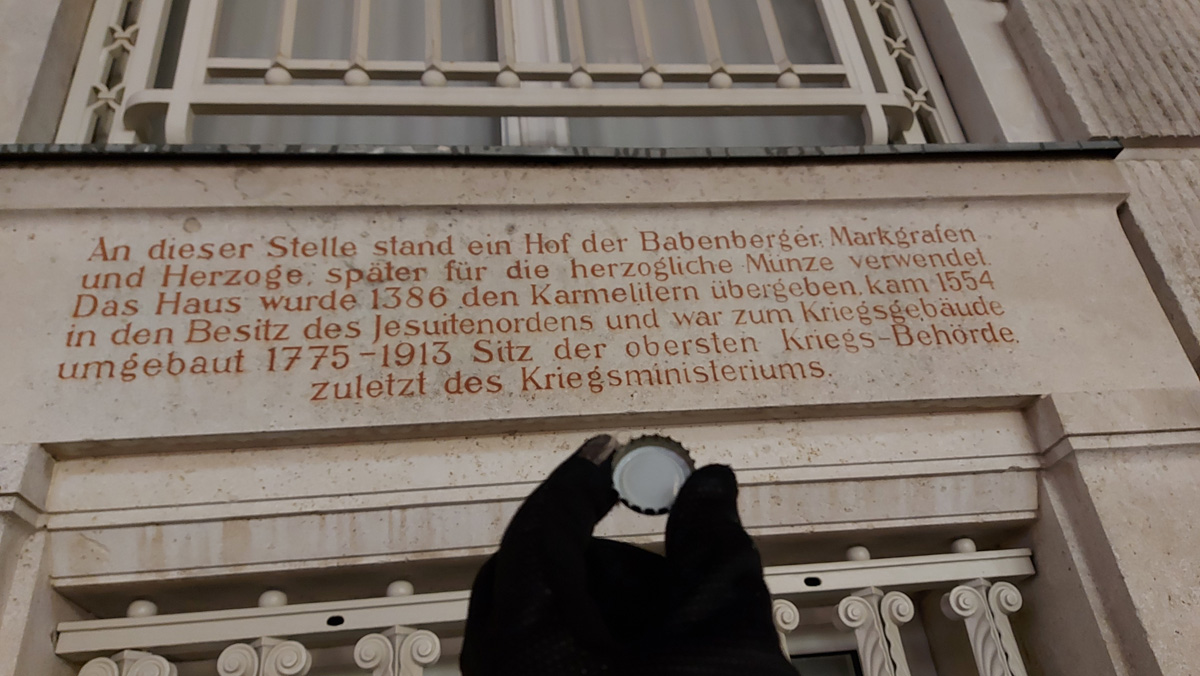 An dieser Stelle stand ein Hof der Babenberger, Markgrafen
und Herzoge, später für die herzogliche Münze verwendet.
Das Haus wurde 1386 den Karmelitern übergeben, kam 1554
in den Besitz des Jesuitenordens und war zum Kriegsgebäude
umgebaut 1775-1913 Sitz der obersten Kriegs-Behörde,
zuletzt des Kriegsministeriums.